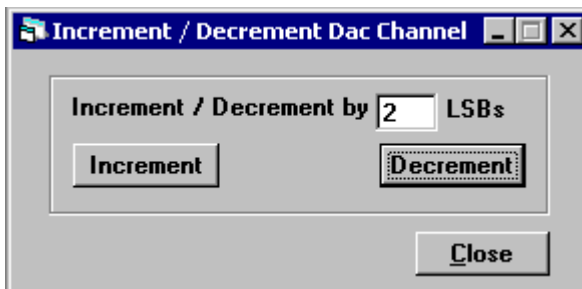 Increment / Decrement Dac Channel
Increment / Decrement by 2 LSBs
Increment Decrement
Close